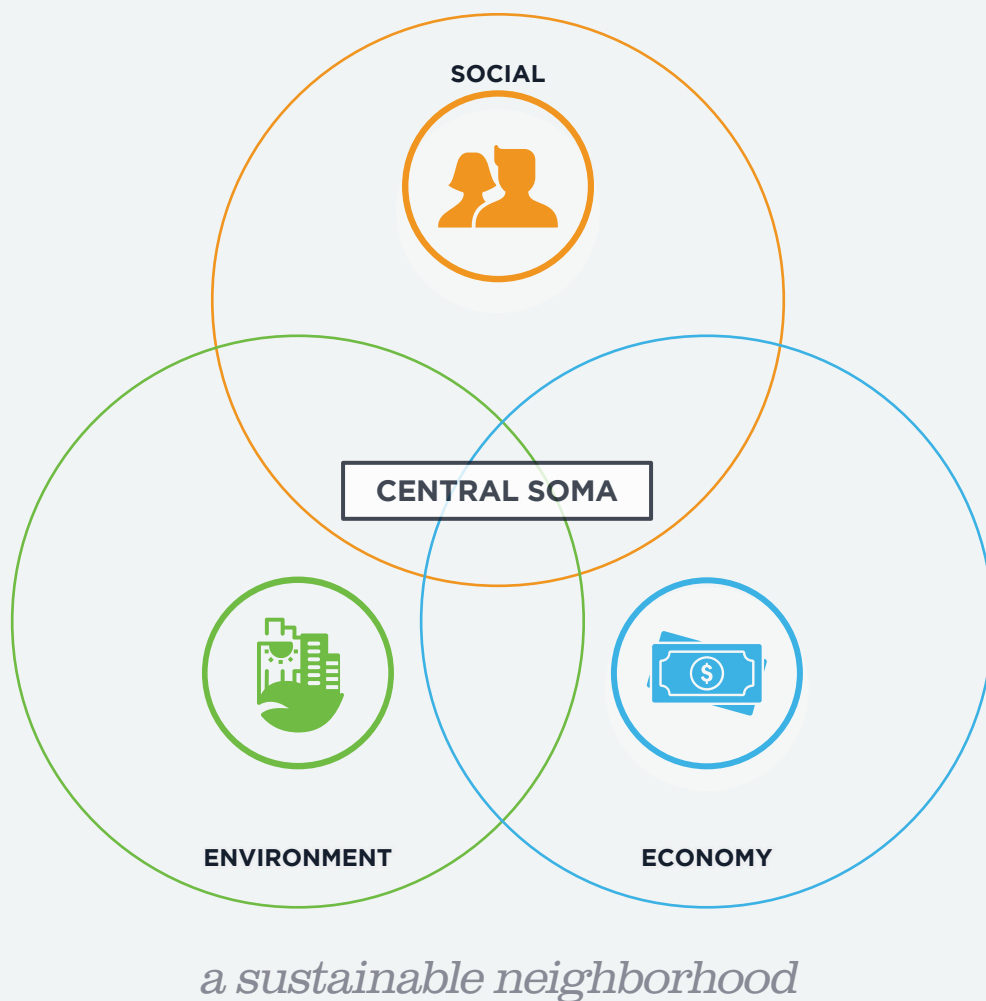 SOCIAL
$
CENTRAL SOMA
ENVIRONMENT
ECONOMY
a sustainable neighborhood